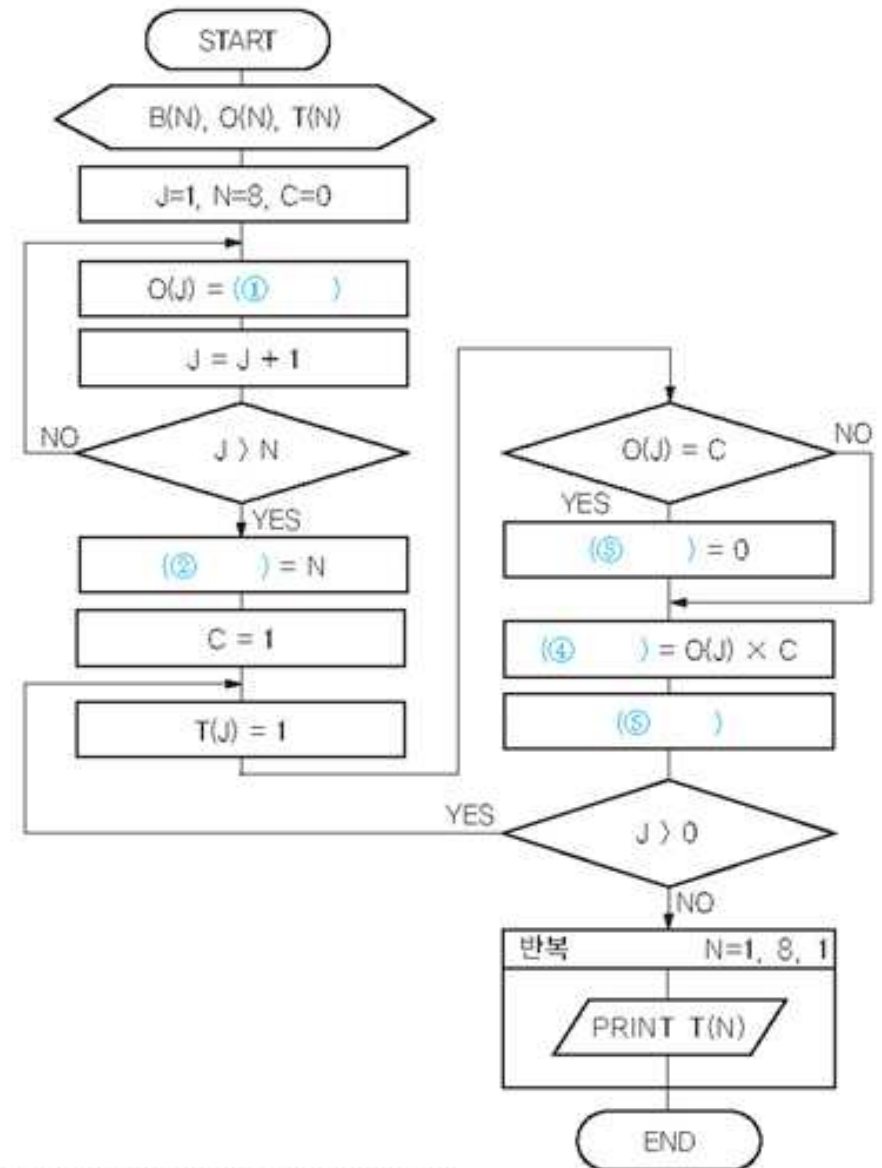 START
B(N), O(N), T(N)
J=1, N=8, C=0
O(J) = (① )
J = J + 1
NO
J 〉 N
YES
(② ) = N
C = 1
T(J) = 1
O(J) = C
NO
YES
(③ ) = 0
(④ ) = O(J) × C
(⑤ )
YES
J 〉 0
NO
반복 N=1, 8, 1
PRINT T(N)
END